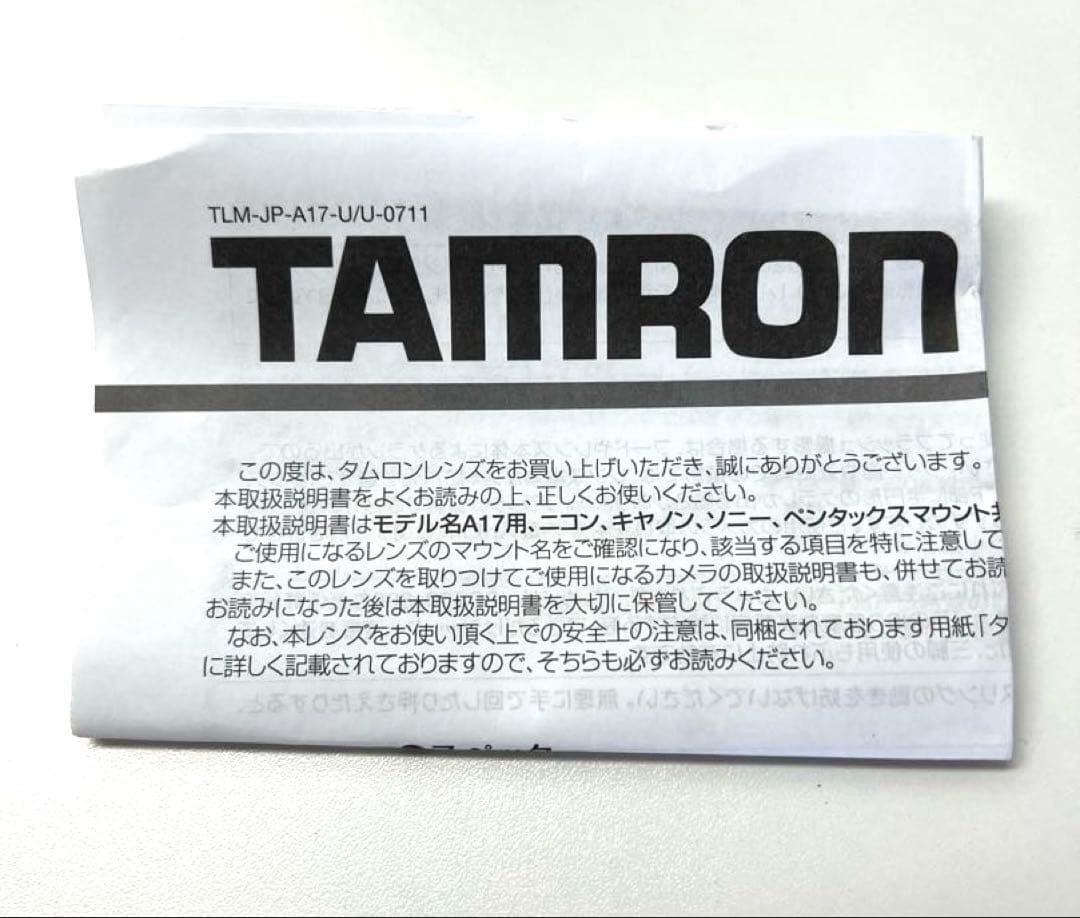 TLM-JP-A17-U/U-0711
TAMRON
この度は、タムロンレンズをお買い上げいただき、誠にありがとうございます。
本取扱説明書をよくお読みの上、正しくお使いください。
本取扱説明書はモデル名A17用、ニコン、キヤノン、ソニー、ペンタックスマウント
ご使用になるレンズのマウント名をご確認になり、該当する項目を特に注意して
また、このレンズを取りつけてご使用になるカメラの取扱説明書も、併せてお読
お読みになった後は本取扱説明書を大切に保管してください。
なお、本レンズをお使い頂く上での安全上の注意は、同梱されております用紙「タ
に詳しく記載されておりますので、そちらも必ずお読みください。